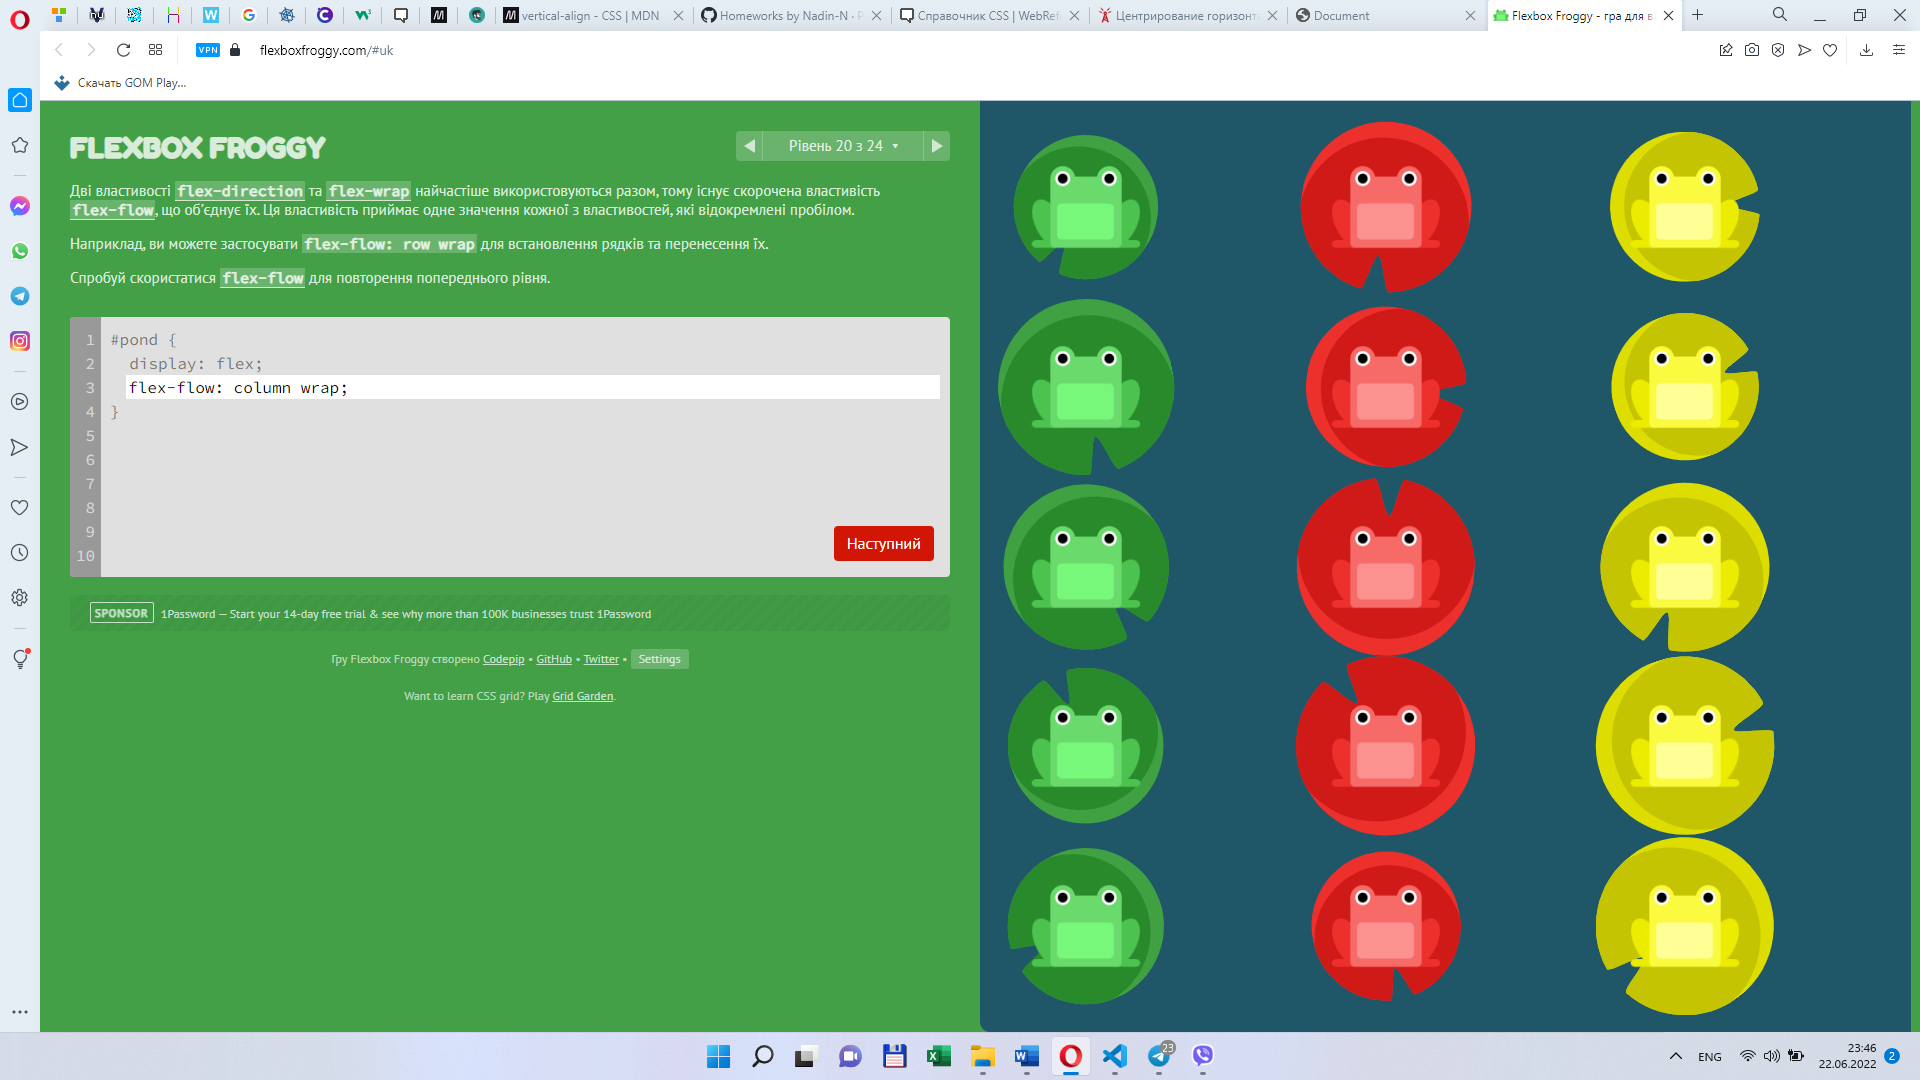 vertical-align - CSS | MDN
Homeworks by Nadin-N · P
Справочник CSS | WebRef
Центрирование горизонта
Document
Flexbox Froggy - гра для в
VPN
flexboxfroggy.com/#uk
Скачать GOM Play...
FLEXBOX FROGGY
Рівень 20 з 24
Дві властивості flex-direction та flex-wrap найчастіше використовуються разом, тому існує скорочена властивість
flex-flow, що об’єднує їх. Ця властивість приймає одне значення кожної з властивостей, які відокремлені пробілом.
Наприклад, ви можете застосувати flex-flow: row wrap для встановлення рядків та перенесення їх.
Спробуй скористатися flex-flow для повторення попереднього рівня.
1 #pond {
2 display: flex;
3 flex-flow: column wrap;
4 }
5
6
7
8
9
10
Наступний
SPONSOR 1Password — Start your 14-day free trial & see why more than 100K businesses trust 1Password
Гру Flexbox Froggy створено Codepip • GitHub • Twitter • Settings
Want to learn CSS grid? Play Grid Garden.
23
ENG
23:46
22.06.2022
2